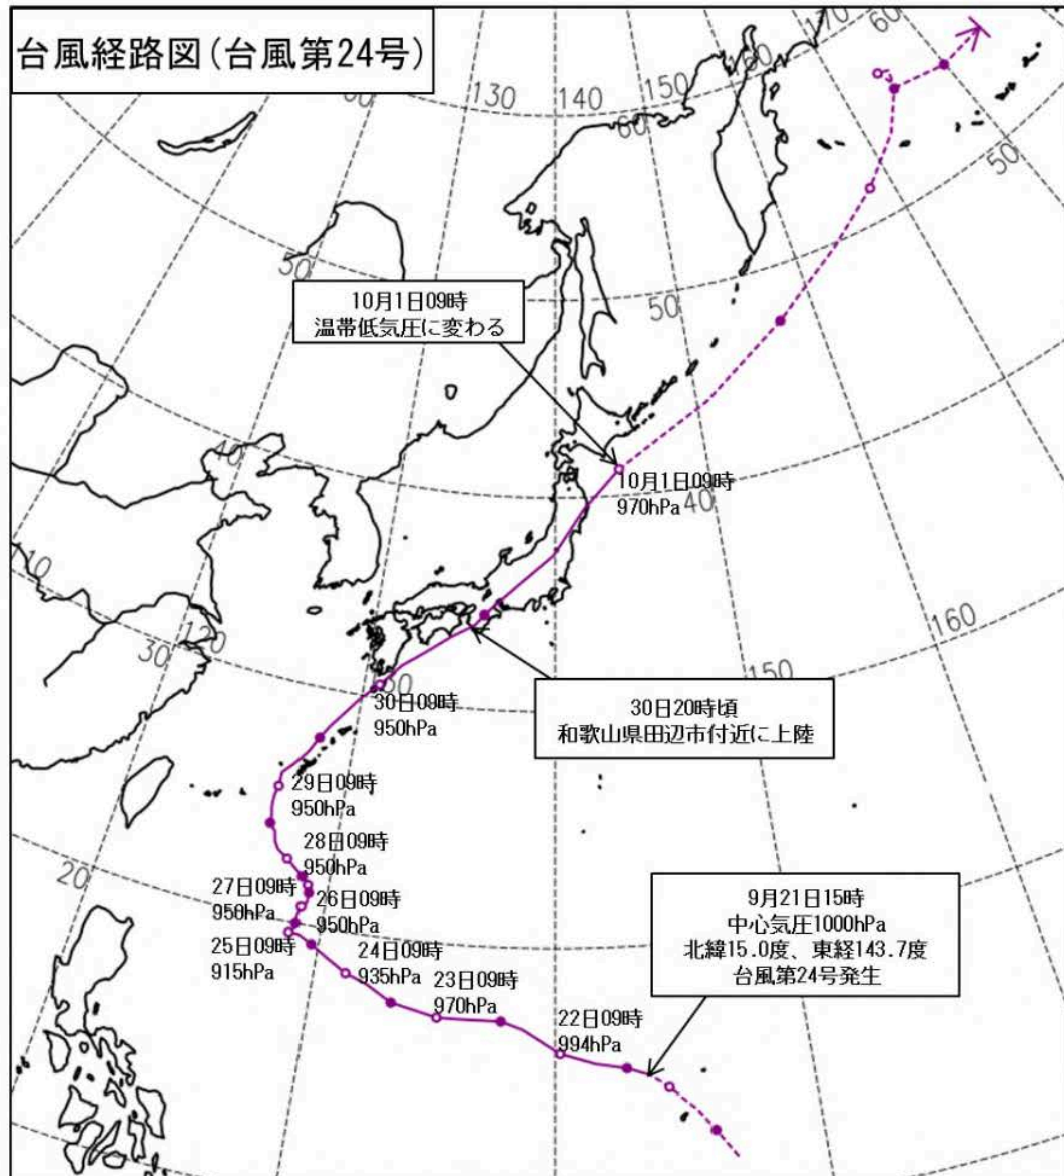 台風経路図(台風第24号)
130
140
150
160
170
60
60
50
50
50
10月1日09時
温帯低気圧に変わる
40
10月1日09時
970hPa
40
110
120
30
160
150
30日09時
950hPa
30日20時頃
和歌山県田辺市付近に上陸
29日09時
950hPa
28日09時
950hPa
20
27日09時
950hPa
26日09時
950hPa
9月21日15時
中心気圧1000hPa
北緯15.0度、東経143.7度
台風第24号発生
25日09時
915hPa
24日09時
935hPa
23日09時
970hPa
22日09時
994hPa